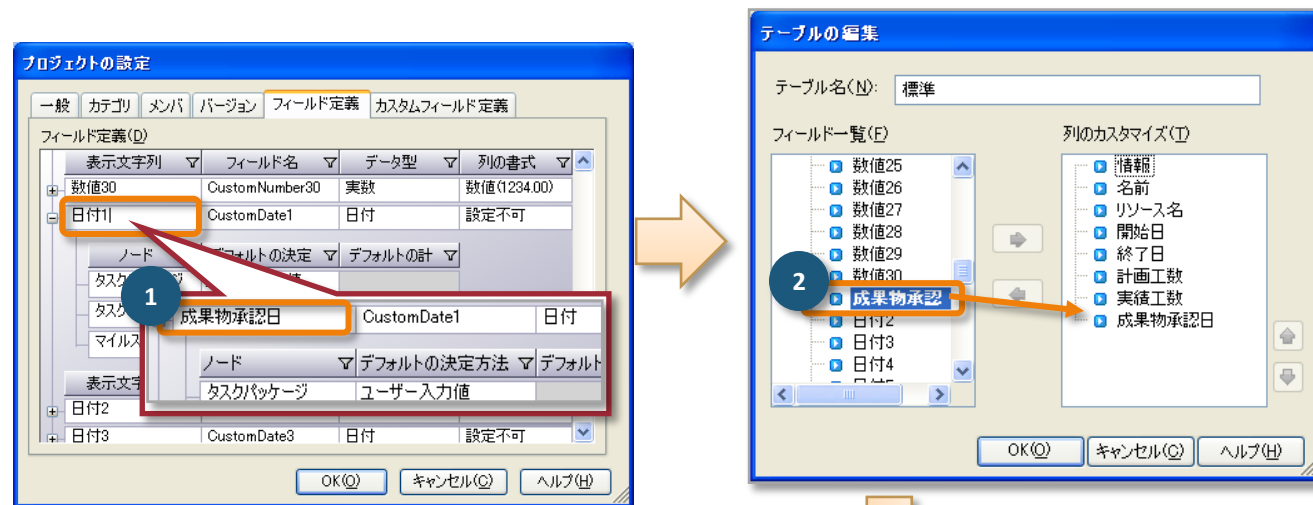 プロジェクトの設定
一般 カテゴリ メンバ バージョン フィールド定義 カスタムフィールド定義
フィールド定義(D)
表示文字列 フィールド名 データ型 列の書式
数値30 CustomNumber30 実数 数値(1234.00)
日付1 CustomDate1 日付 設定不可
ノード デフォルトの決定 デフォルトの計
タスク
タスク
マイルス
表示文字
日付2
日付3 CustomDate3 日付 設定不可
OK(O) キャンセル(C) ヘルプ(H)
1
成果物承認日 CustomDate1 日付
ノード デフォルトの決定方法 デフォルト
タスクパッケージ ユーザー入力値
テーブルの編集
テーブル名(N): 標準
フィールド一覧(F)
数値25
数値26
数値27
数値28
数値29
数値30
成果物承認
日付2
日付3
日付4
2
列のカスタマイズ(T)
情報
名前
リソース名
開始日
終了日
計画工数
実績工数
成果物承認日
OK(O) キャンセル(C) ヘルプ(H)